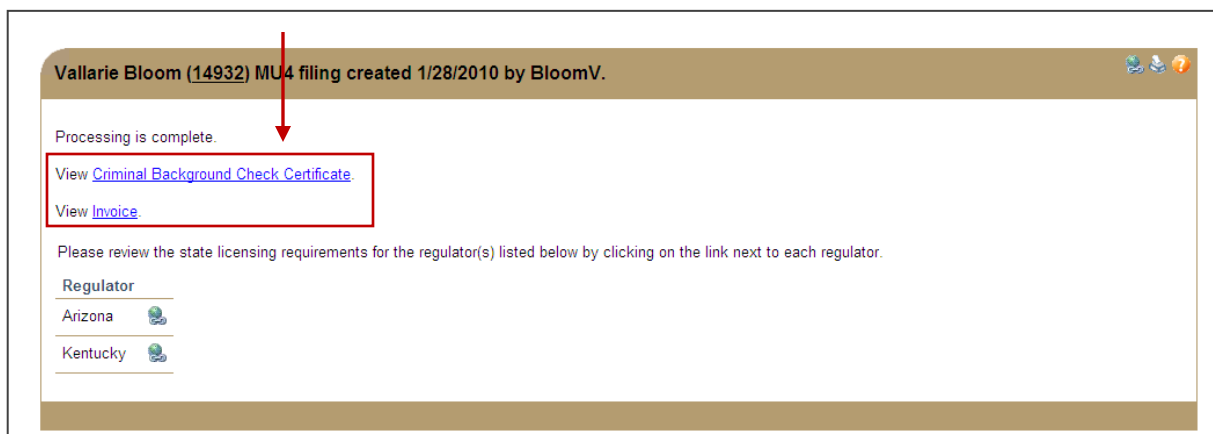 Vallarie Bloom (14932) MU4 filing created 1/28/2010 by BloomV.
Processing is complete.
View Criminal Background Check Certificate.
View Invoice.
Please review the state licensing requirements for the regulator(s) listed below by clicking on the link next to each regulator.
Regulator
Arizona
Kentucky